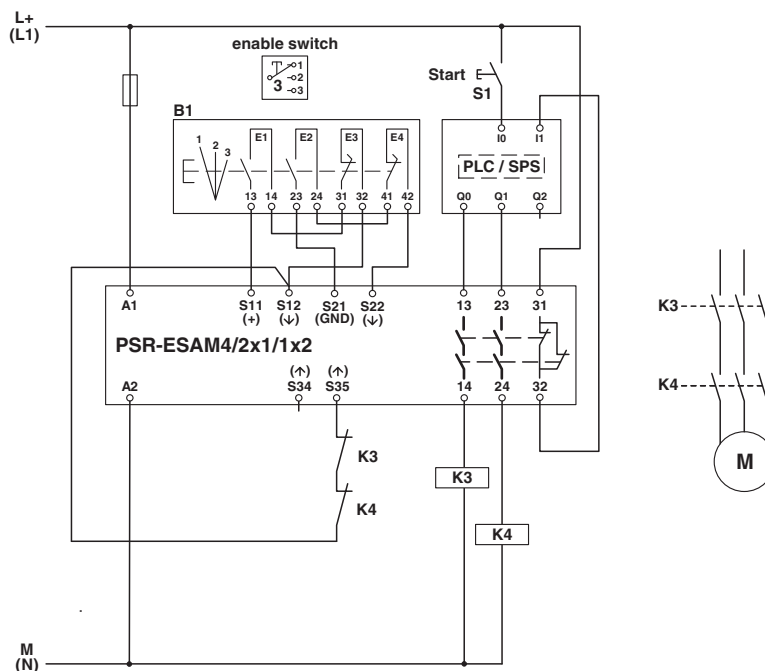 L+
(L1)
enable switch
1
2
3
3
Start
S1
B1
1
2
3
E1
E2
E3
E4
13
14
23
24
31
32
41
42
I0
I1
PLC / SPS
Q0
Q1
Q2
A1
S11
(+)
S12
(↓)
S21
(GND)
S22
(↓)
13
23
31
PSR-ESAM4/2x1/1x2
A2
(↑)
S34
(↑)
S35
14
24
32
K3
K4
K3
K4
K3
K4
M
M
(N)